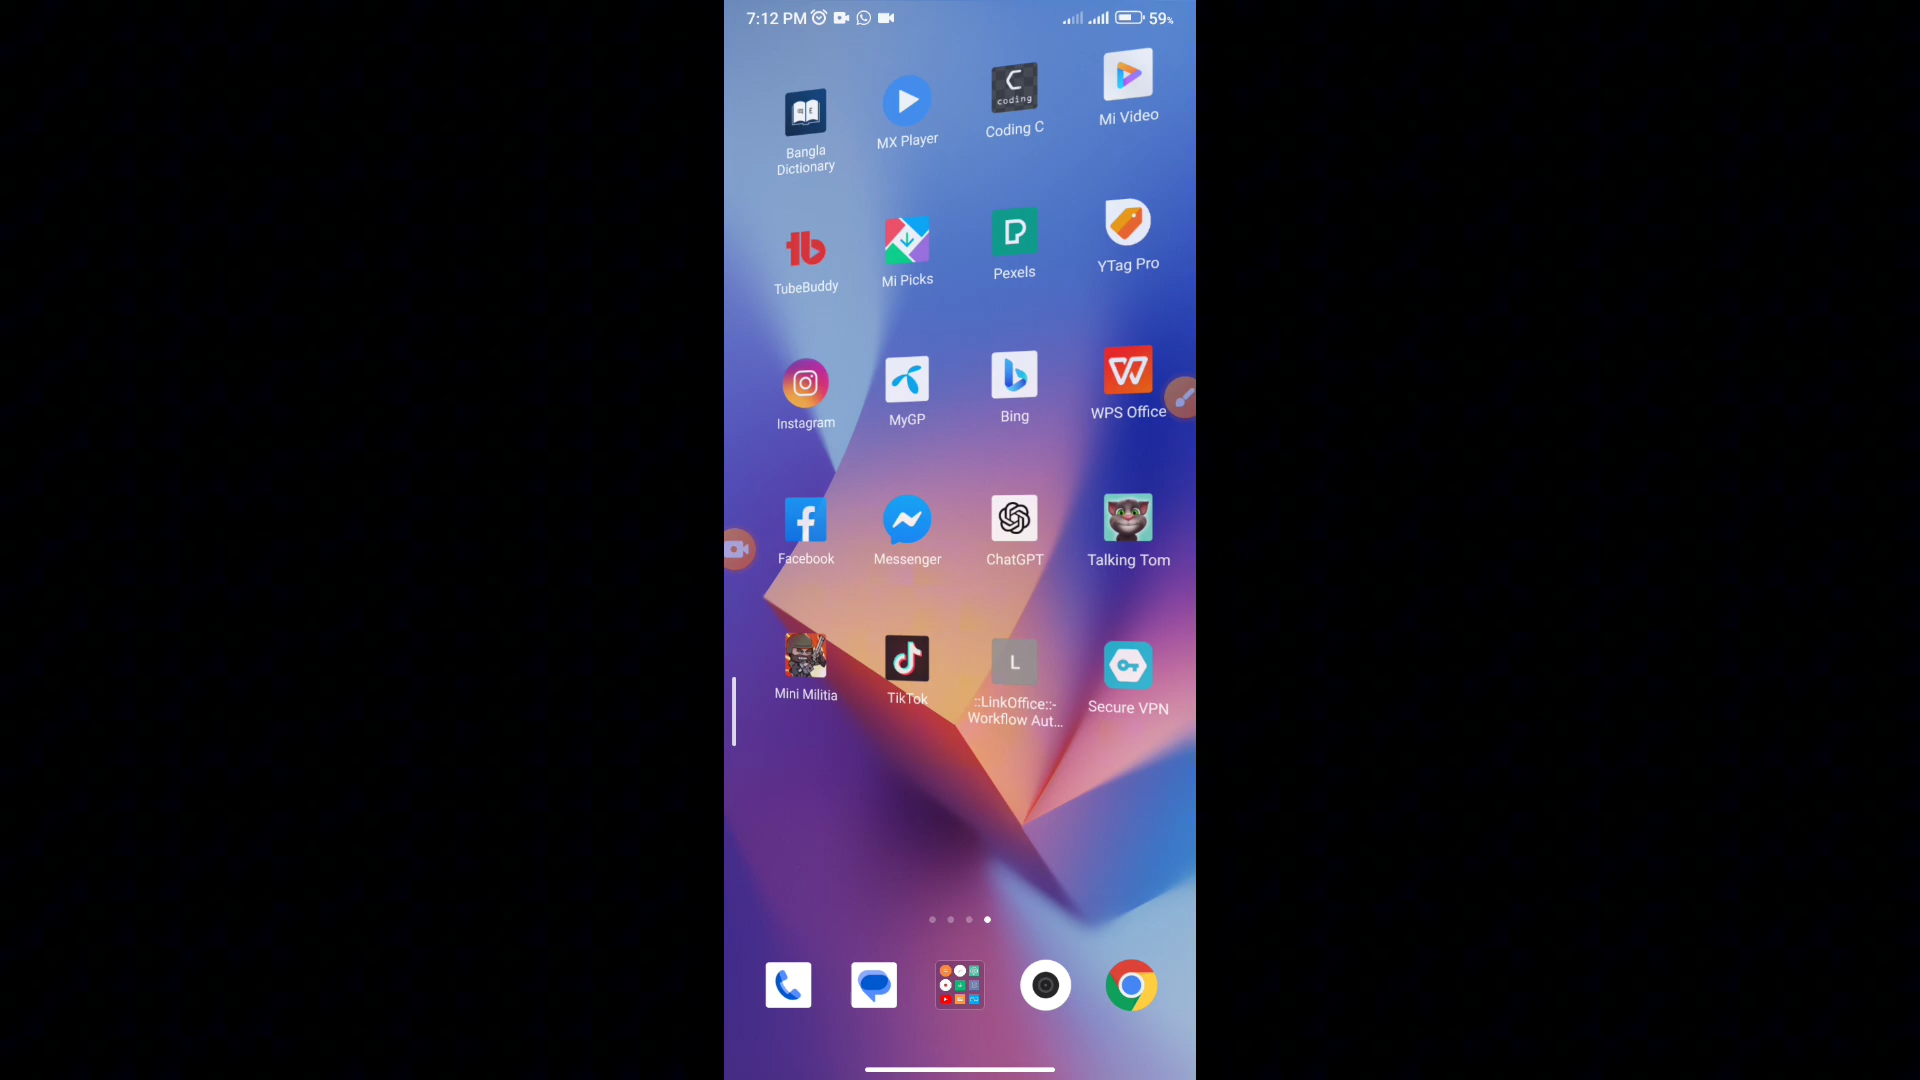 7:12 PM
59%
Bangla
Dictionary
MX Player
coding
Coding C
Mi Video
TubeBuddy
Mi Picks
Pexels
YTag Pro
Instagram
MyGP
Bing
WPS Office
Facebook
Messenger
ChatGPT
Talking Tom
Mini Militia
TikTok
L
::LinkOffice::-
Workflow Aut...
Secure VPN